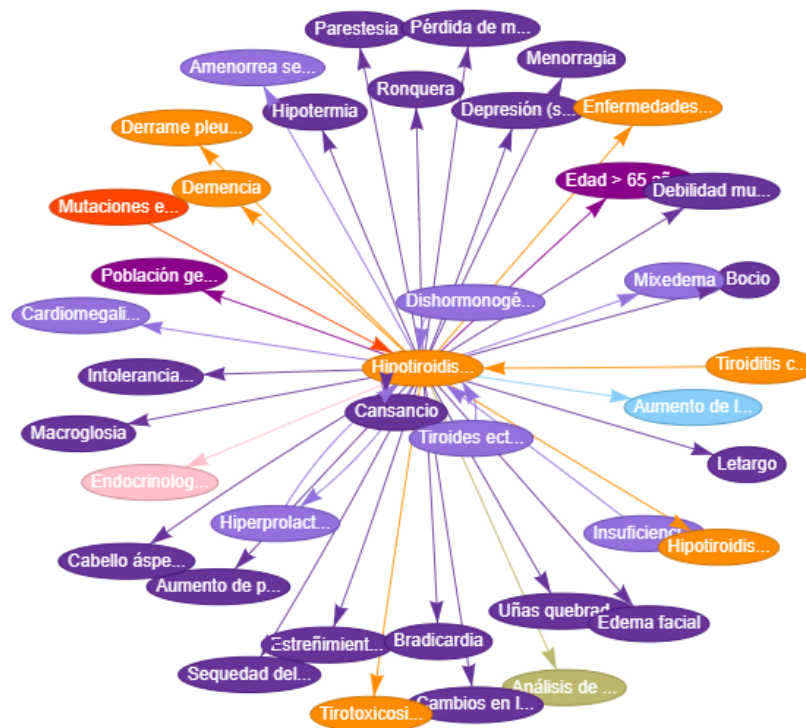 Parestesia
Pérdida de m...
Menorragia
Amenorrea se...
Ronquera
Hipotermia
Depresión (s...
Enfermedades...
Derrame pleu...
Demencia
Edad > 65 añ...
Debilidad mu...
Mutaciones e...
Población ge...
Mixedema
Bocio
Dishormonogé...
Cardiomegali...
Hipotiroidis...
Tiroiditis c...
Intolerancia...
Aumento de l...
Cansancio
Macroglosia
Tiroides ect...
Letargo
Endocrinolog...
Hiperprolact...
Insuficienci
Hipotiroidis...
Cabello áspe...
Aumento de p...
Uñas quebrad
Edema facial
Estreñimient...
Bradicardia
Sequedad del...
Análisis de ...
Cambios en l...
Tirotoxicosi...